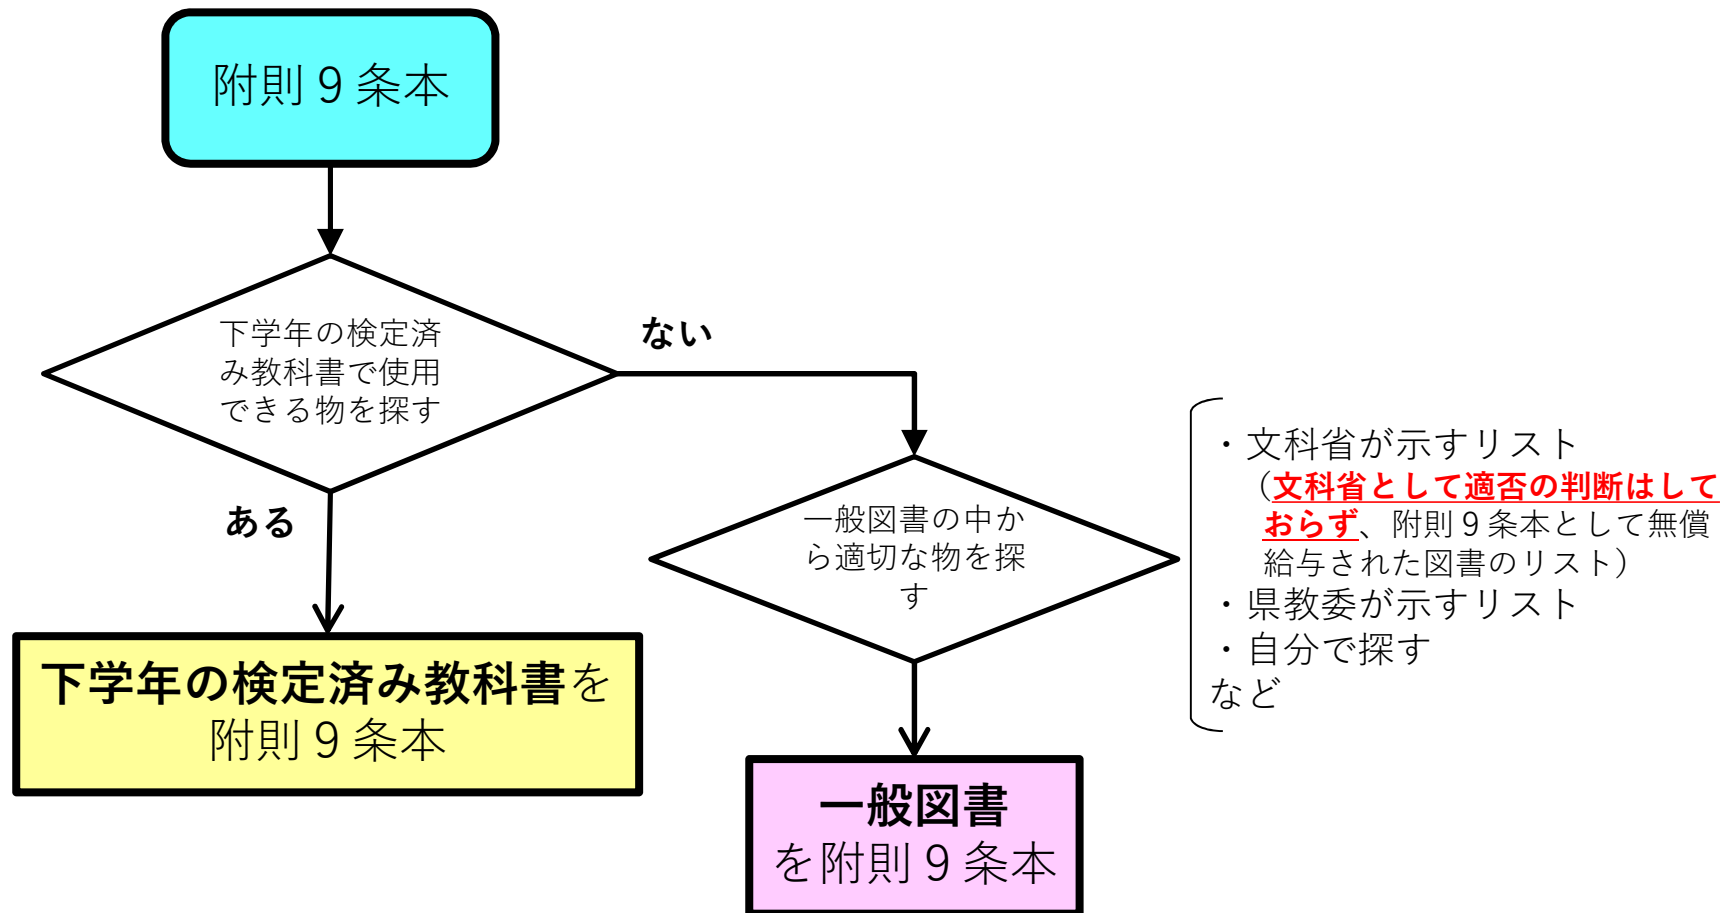 附則９条本
下学年の検定済
み教科書で使用
できる物を探す
ない
ある
下学年の検定済み教科書を
附則９条本
一般図書の中か
ら適切な物を探
す
・文科省が示すリスト
（文科省として適否の判断はして
おらず、附則９条本として無償
給与された図書のリスト）
・県教委が示すリスト
・自分で探す
など
一般図書
を附則９条本